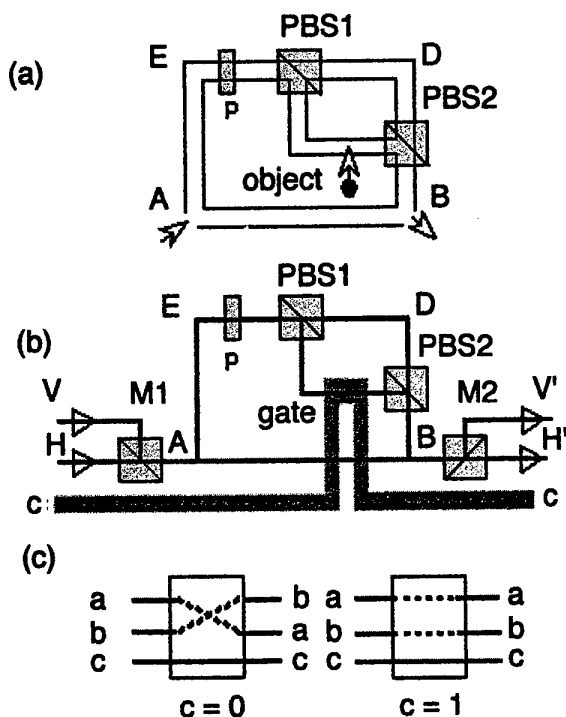 (a)
PBS1
E
D
p
PBS2
object
A
B
(b)
PBS1
E
D
p
PBS2
V
M1
gate
M2
V'
H
A
B
H'
c
c
(c)
a
b
a
a
b
a
b
b
c
c
c
c
c = 0
c = 1